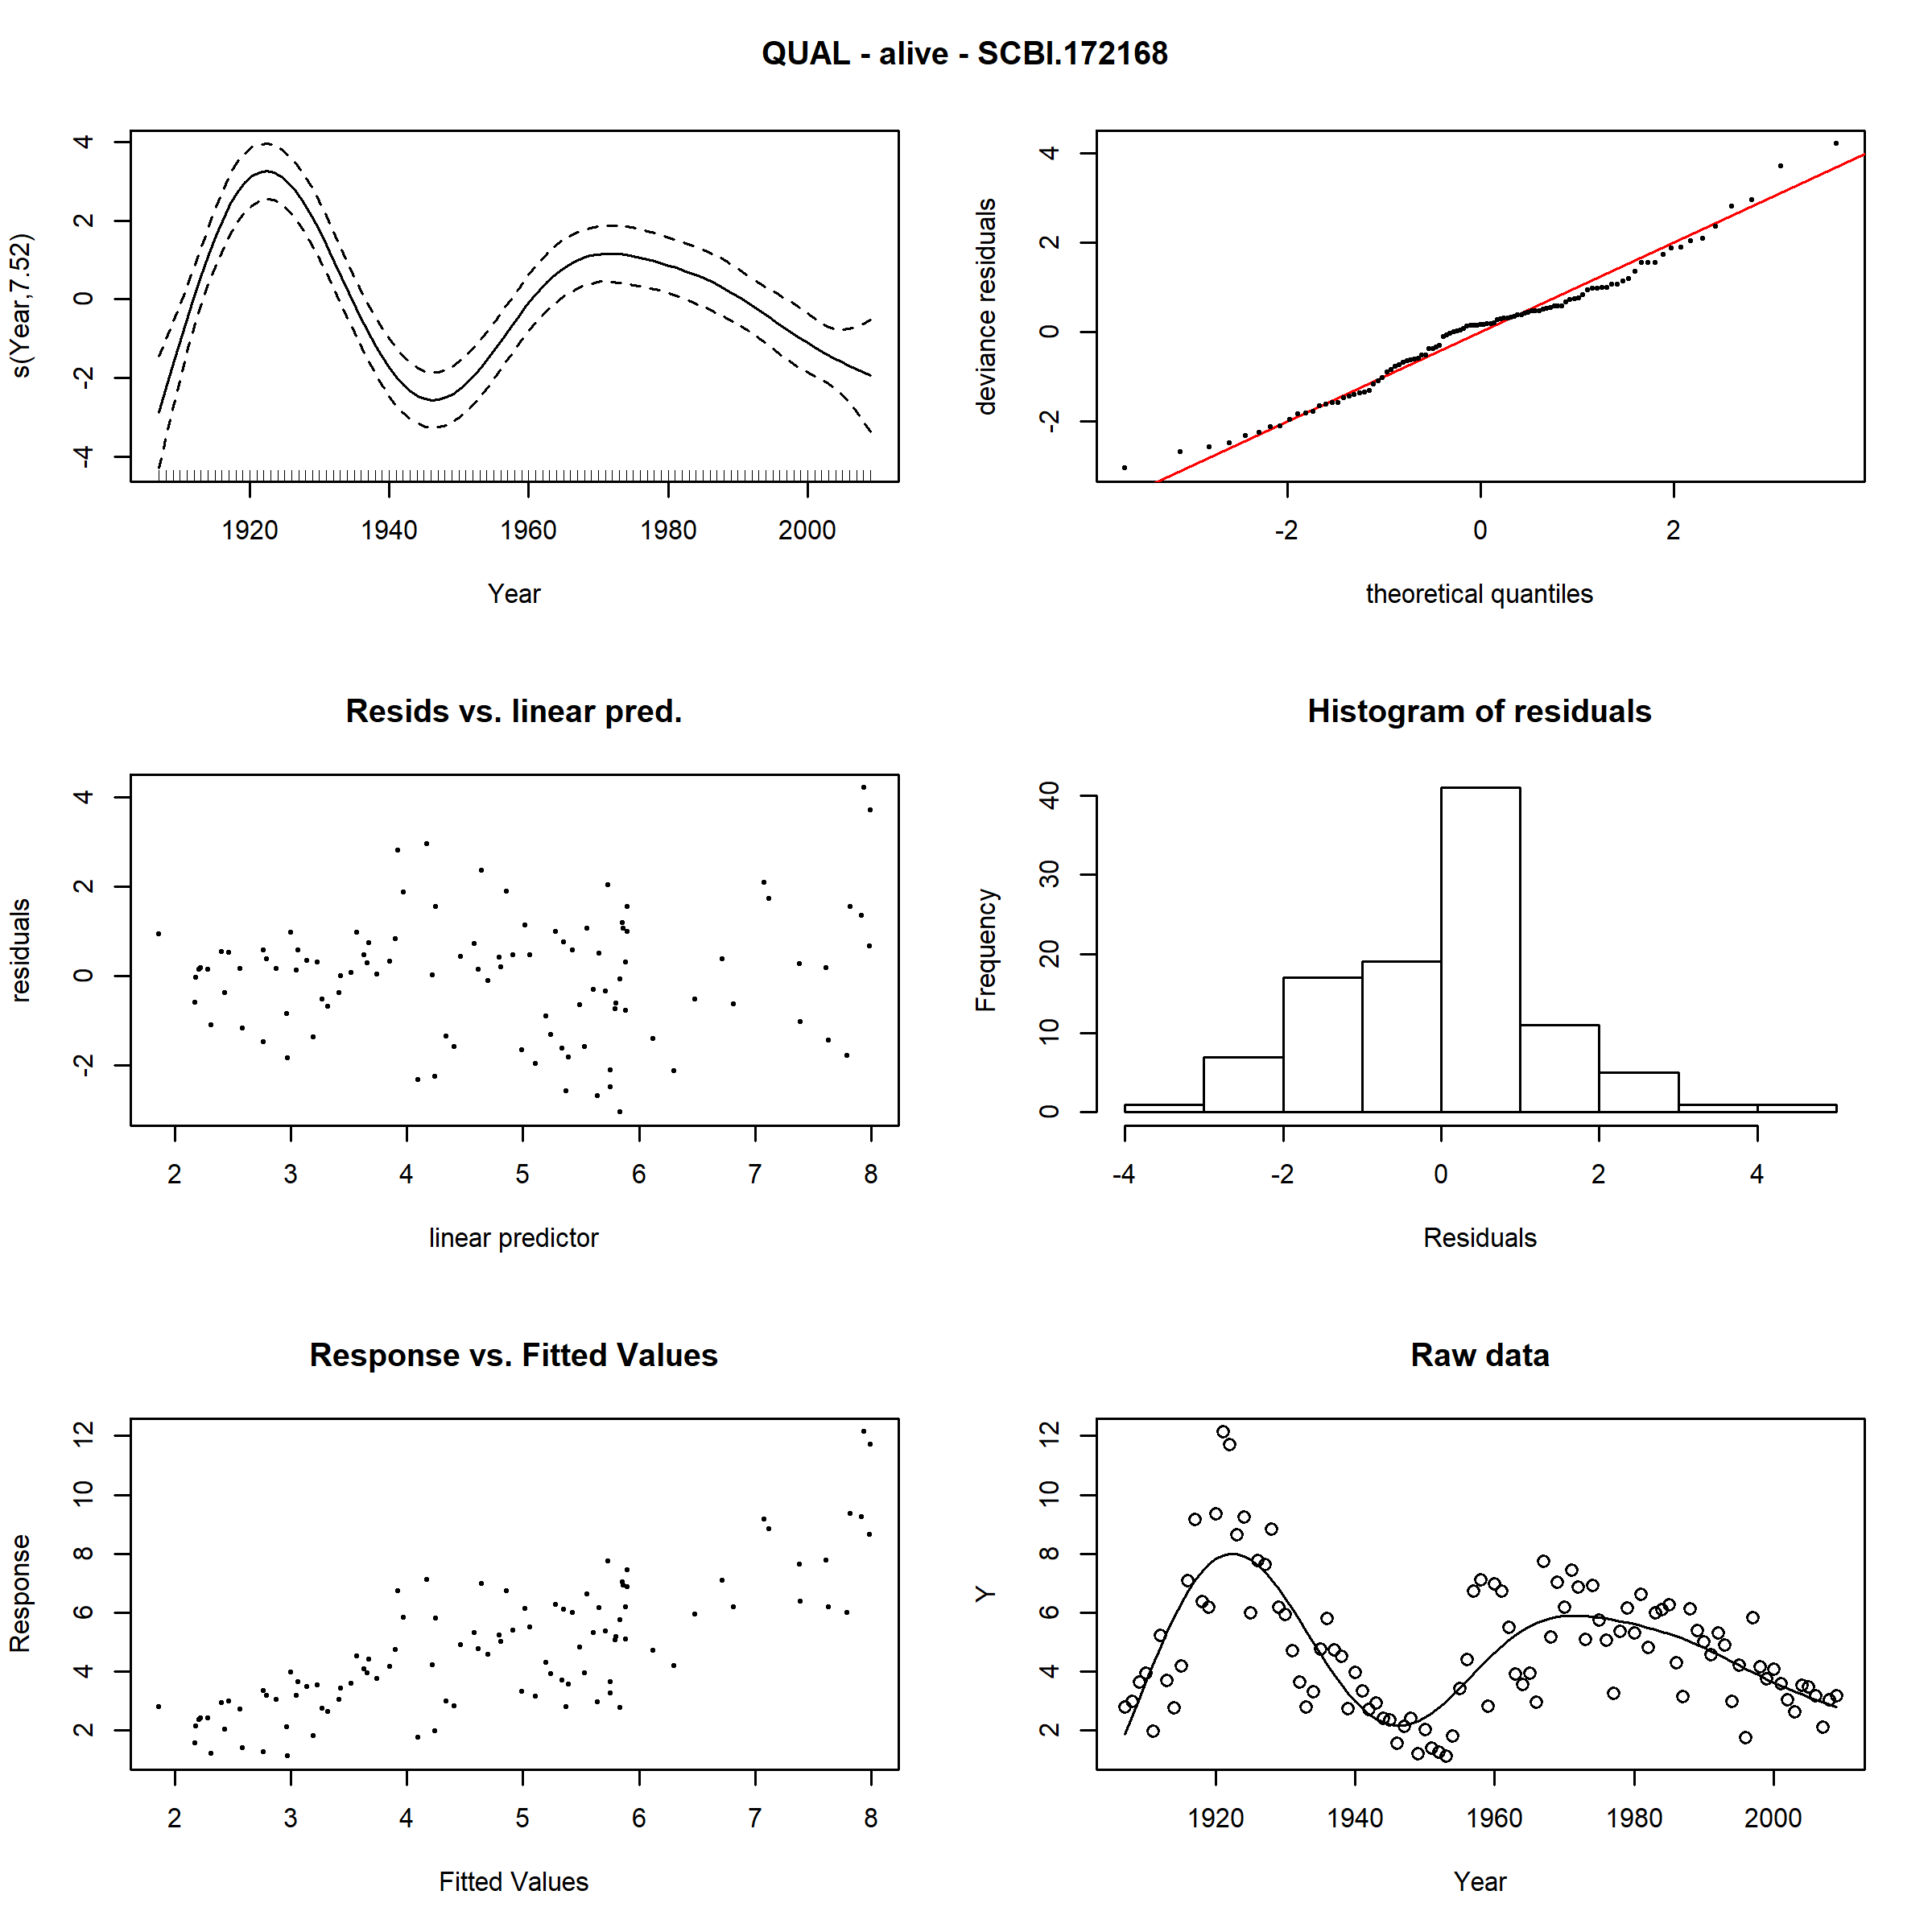 QUAL - alive - SCBI.172168
4
2
0
-2
-4
s(Year,7.52)
1920 1940 1960 1980 2000
Year
4
2
0
-2
deviance residuals
-2 0 2
theoretical quantiles
Resids vs. linear pred.
4
2
0
-2
residuals
2 3 4 5 6 7 8
linear predictor
Histogram of residuals
40
30
20
10
0
Frequency
-4 -2 0 2 4
Residuals
Response vs. Fitted Values
12
10
8
6
4
2
Response
2 3 4 5 6 7 8
Fitted Values
Raw data
12
10
8
6
4
2
Y
1920 1940 1960 1980 2000
Year